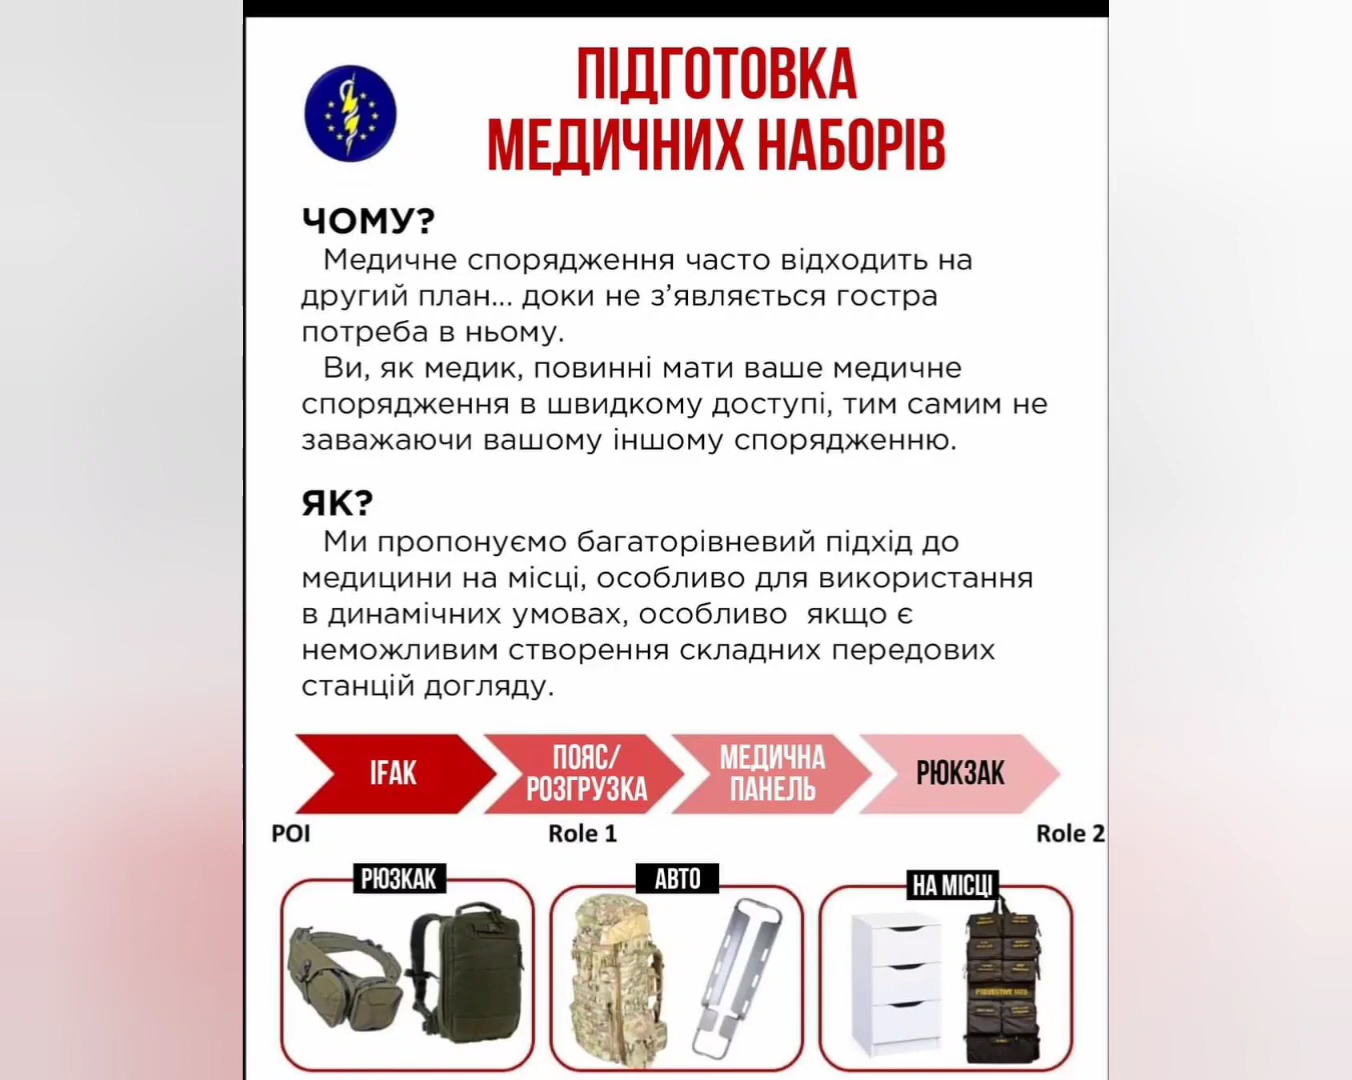 ПІДГОТОВКА
МЕДИЧНИХ НАБОРІВ
ЧОМУ?
Медичне спорядження часто відходить на
другий план... доки не з’являється гостра
потреба в ньому.
Ви, як медик, повинні мати ваше медичне
спорядження в швидкому доступі, тим самим не
заважаючи вашому іншому спорядженню.
ЯК?
Ми пропонуємо багаторівневий підхід до
медицини на місці, особливо для використання
в динамічних умовах, особливо якщо є
неможливим створення складних передових
станцій догляду.
IFAK
ПОЯС/
РОЗГРУЗКА
МЕДИЧНА
ПАНЕЛЬ
РЮКЗАК
POI
Role 1
Role 2
РЮЗКАК
АВТО
НА МІСЦІ